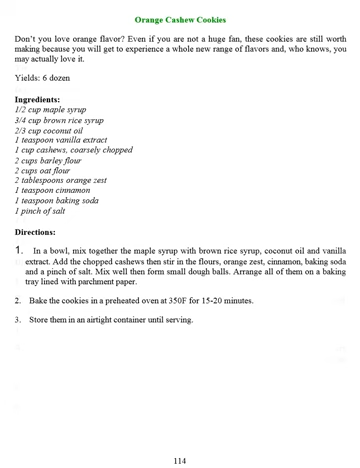 Orange Cashew Cookies
Don't you love orange flavor? Even if you are not a huge fan, these cookies are still worth
making because you will get to experience a whole new range of flavors and, who knows, you
may actually love it.
Yields: 6 dozen
Ingredients:
1/2 cup maple syrup
3/4 cup brown rice syrup
2/3 cup coconut oil
1 teaspoon vanilla extract
1 cup cashews, coarsely chopped
2 cups barley flour
2 cups oat flour
2 tablespoons orange zest
1 teaspoon cinnamon
1 teaspoon baking soda
1 pinch of salt
Directions:
1. In a bowl, mix together the maple syrup with brown rice syrup, coconut oil and vanilla
extract. Add the chopped cashews then stir in the flours, orange zest, cinnamon, baking soda
and a pinch of salt. Mix well then form small dough balls. Arrange all of them on a baking
tray lined with parchment paper.
2. Bake the cookies in a preheated oven at 350F for 15-20 minutes.
3. Store them in an airtight container until serving.
114